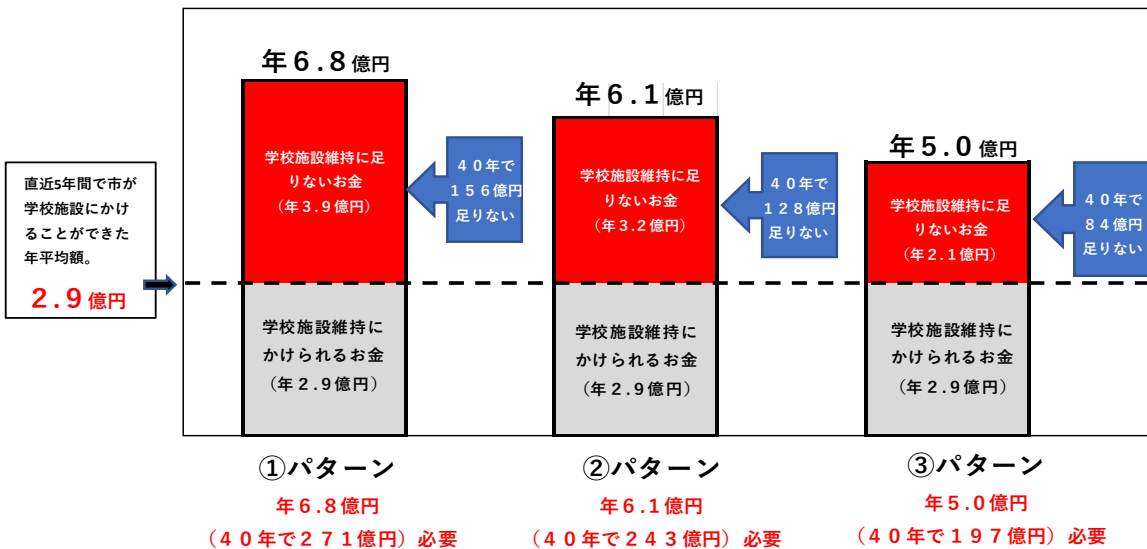 直近5年間で市が
学校施設にかけ
ることができた
年平均額。
2.9億円
年6.8億円
学校施設維持に足
りないお金
（年3.9億円）
40年で
156億円
足りない
学校施設維持に
かけられるお金
（年2.9億円）
①パターン
年6.8億円
（40年で271億円）必要
年6.1億円
学校施設維持に足
りないお金
（年3.2億円）
40年で
128億円
足りない
学校施設維持に
かけられるお金
（年2.9億円）
②パターン
年6.1億円
（40年で243億円）必要
年5.0億円
学校施設維持に足
りないお金
（年2.1億円）
40年で
84億円
足りない
学校施設維持に
かけられるお金
（年2.9億円）
③パターン
年5.0億円
（40年で197億円）必要